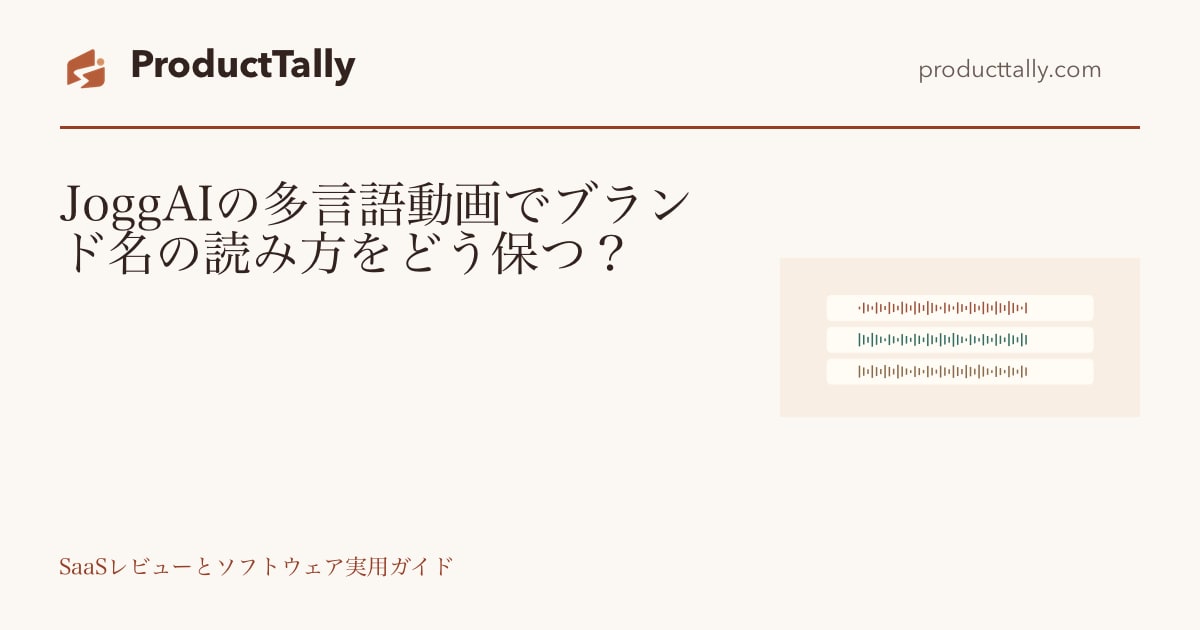 ProductTally
producttally.com
JoggAIの多言語動画でブラン
ド名の読み方をどう保つ？
SaaSレビューとソフトウェア実用ガイド